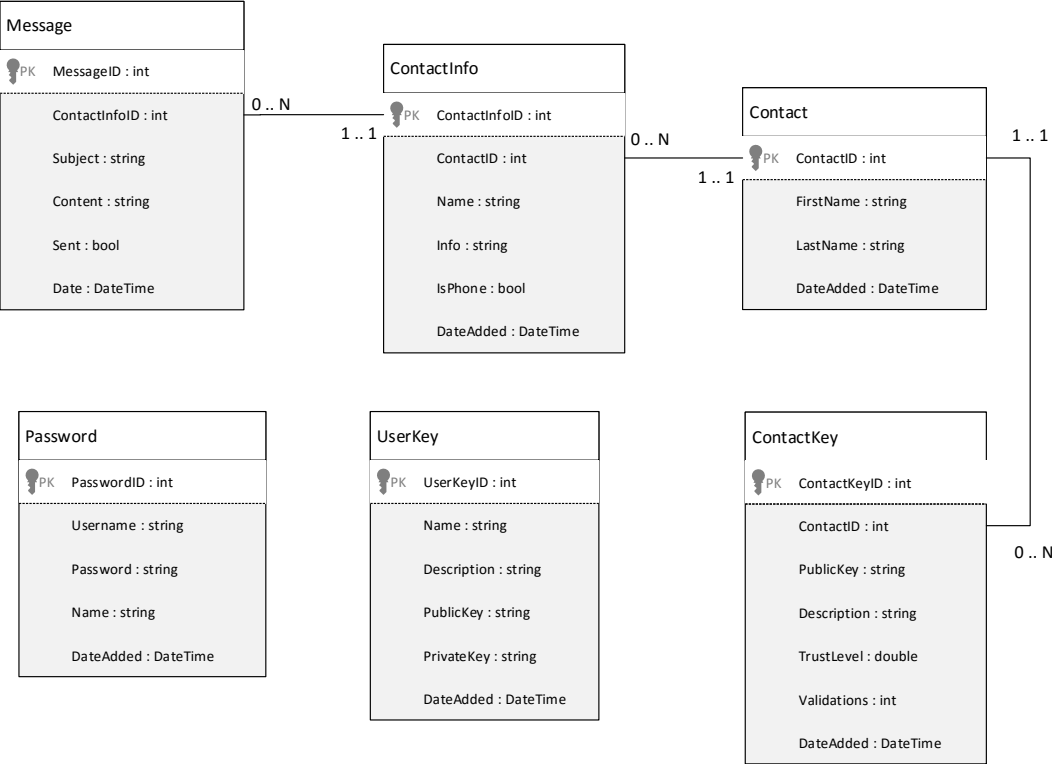 Message
PK MessageID : int
ContactInfoID : int
Subject : string
Content : string
Sent : bool
Date : DateTime
0 .. N
1 .. 1
ContactInfo
PK ContactInfoID : int
ContactID : int
Name : string
Info : string
IsPhone : bool
DateAdded : DateTime
0 .. N
1 .. 1
Contact
PK ContactID : int
FirstName : string
LastName : string
DateAdded : DateTime
1 .. 1
0 .. N
Password
PK PasswordID : int
Username : string
Password : string
Name : string
DateAdded : DateTime
UserKey
PK UserKeyID : int
Name : string
Description : string
PublicKey : string
PrivateKey : string
DateAdded : DateTime
ContactKey
PK ContactKeyID : int
ContactID : int
PublicKey : string
Description : string
TrustLevel : double
Validations : int
DateAdded : DateTime